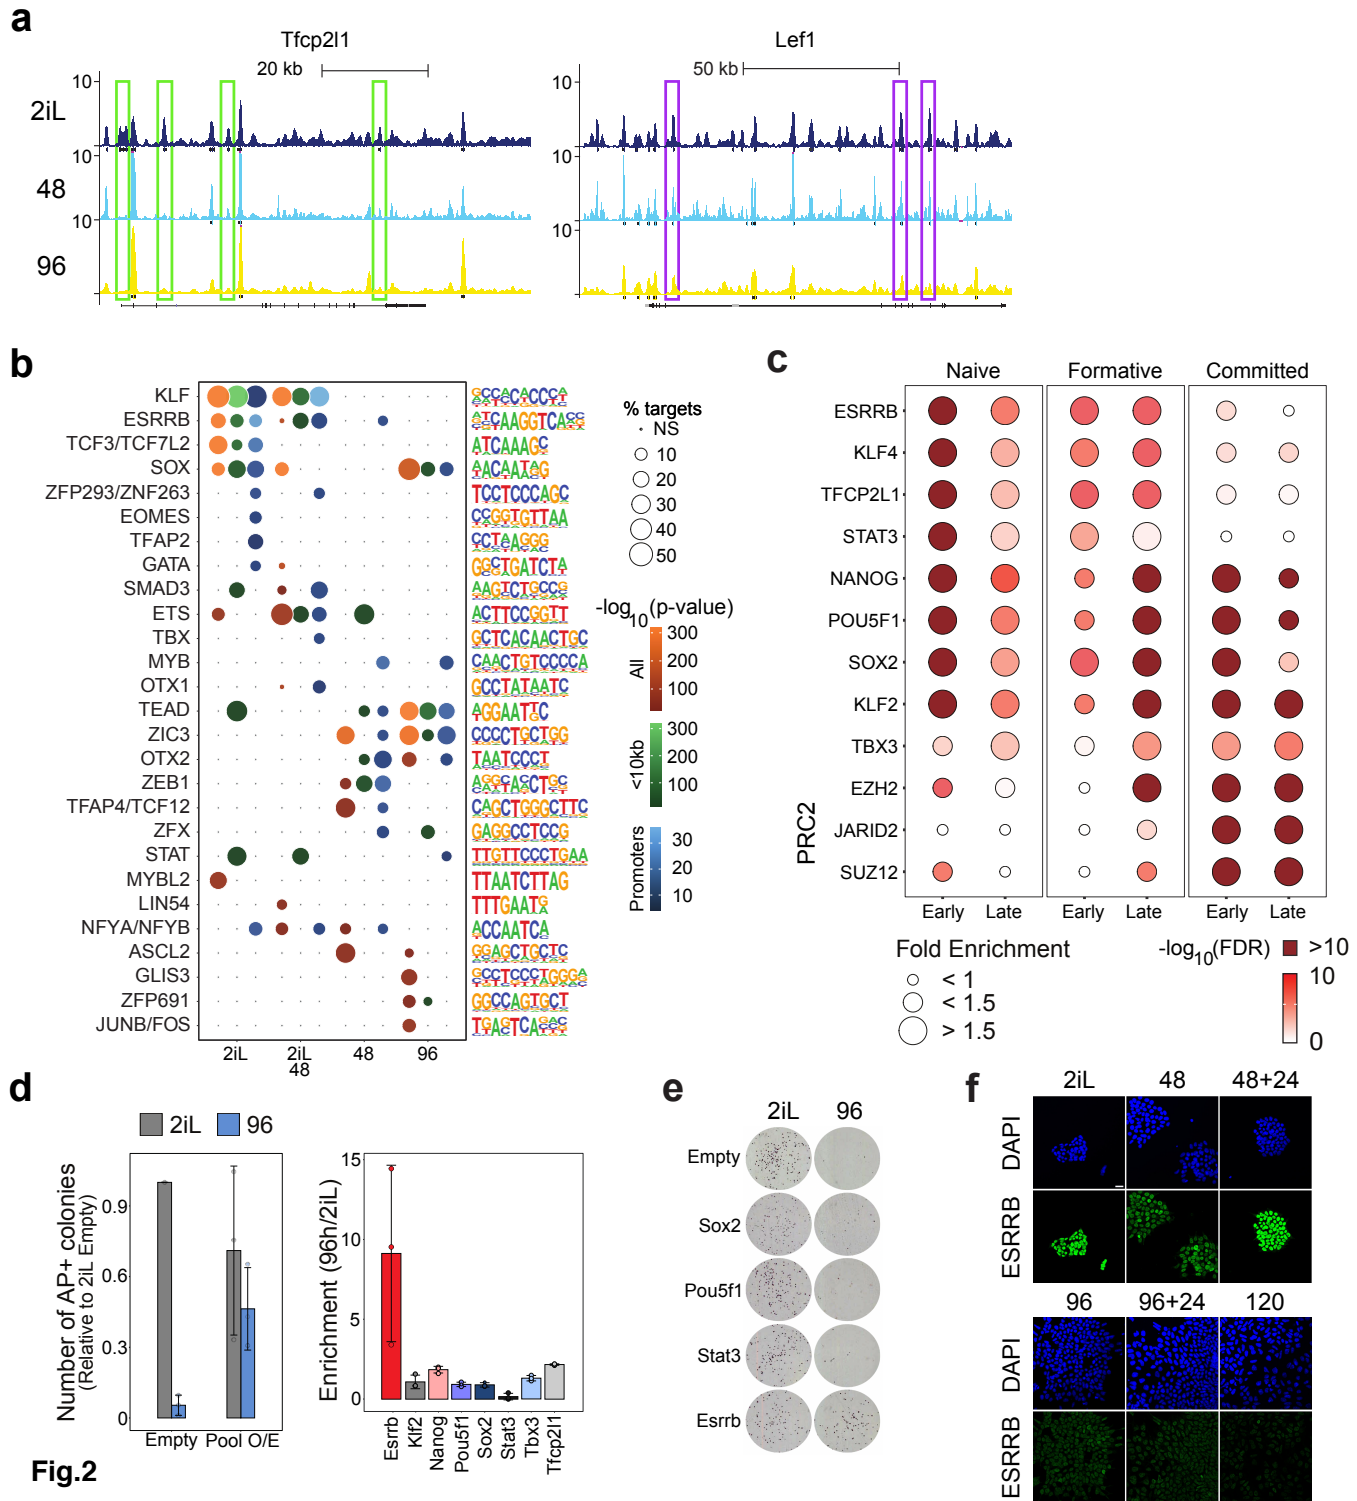 a
Tfcp2l1
20 kb
Lef1
50 kb
2iL
48
96
10
10
10
10
10
10
b
KLF
ESRRB
TCF3/TCF7L2
SOX
ZFP293/ZNF263
EOMES
TFAP2
GATA
SMAD3
ETS
TBX
MYB
OTX1
TEAD
ZIC3
OTX2
ZEB1
TFAP4/TCF12
ZFX
STAT
MYBL2
LIN54
NFYA/NFYB
ASCL2
GLIS3
ZFP691
JUNB/FOS
2iL
2iL
48
48
96
% targets
NS
10
20
30
40
50
-log10(p-value)
All
300
200
100
<10kb
300
200
100
Promoters
30
20
10
c
Naive
Formative
Committed
ESRRB
KLF4
TFCP2L1
STAT3
NANOG
POU5F1
SOX2
KLF2
TBX3
EZH2
JARID2
SUZ12
PRC2
Early
Late
Early
Late
Early
Late
Fold Enrichment
< 1
< 1.5
> 1.5
-log10(FDR)
>10
10
0
d
2iL
96
Number of AP+ colonies
(Relative to 2iL Empty)
0.9
0.6
0.3
0
Empty
Pool O/E
Enrichment (96h/2iL)
15
10
5
0
Esrrb
Klf2
Nanog
Pou5f1
Sox2
Stat3
Tbx3
Tfcp2l1
e
2iL
96
Empty
Sox2
Pou5f1
Stat3
Esrrb
f
2iL
48
48+24
DAPI
ESRRB
96
96+24
120
DAPI
ESRRB
Fig.2